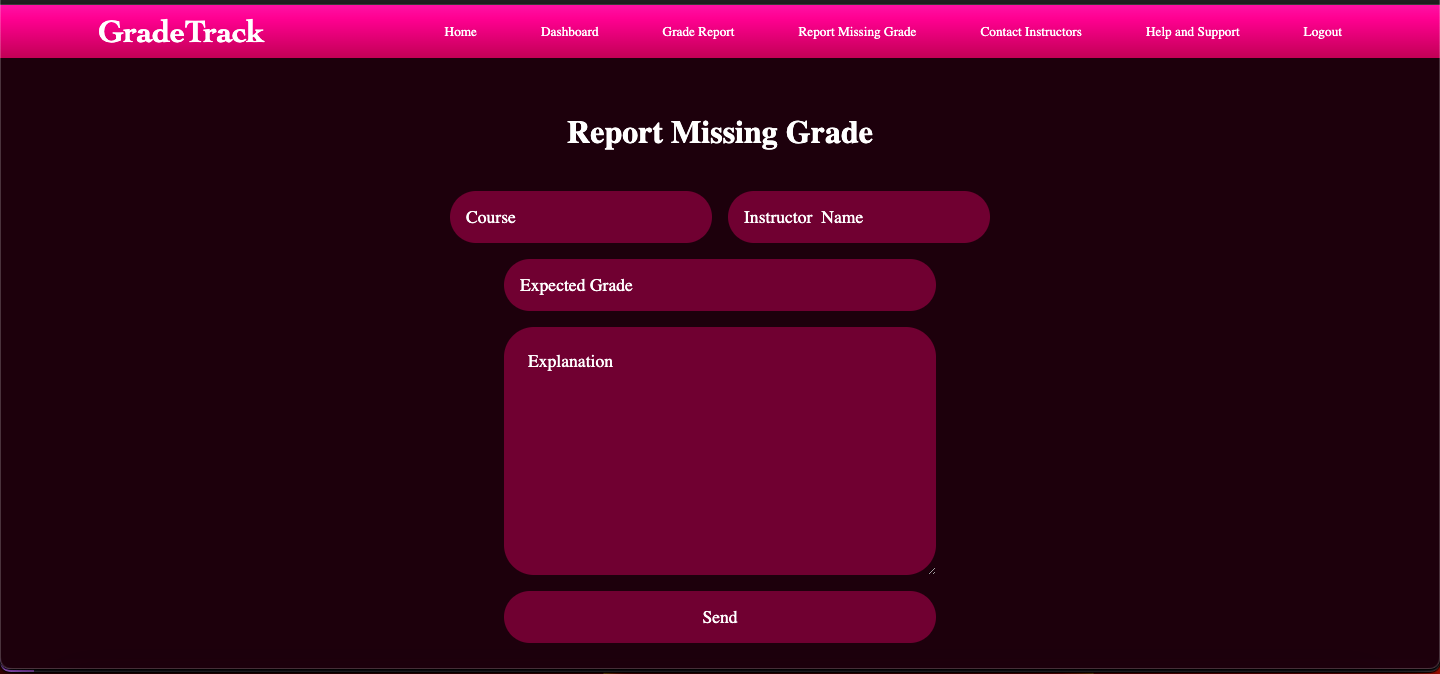 GradeTrack Home Dashboard Grade Report Report Missing Grade Contact Instructors Help and Support Logout
Report Missing Grade
Course Instructor Name
Expected Grade
Explanation
Send